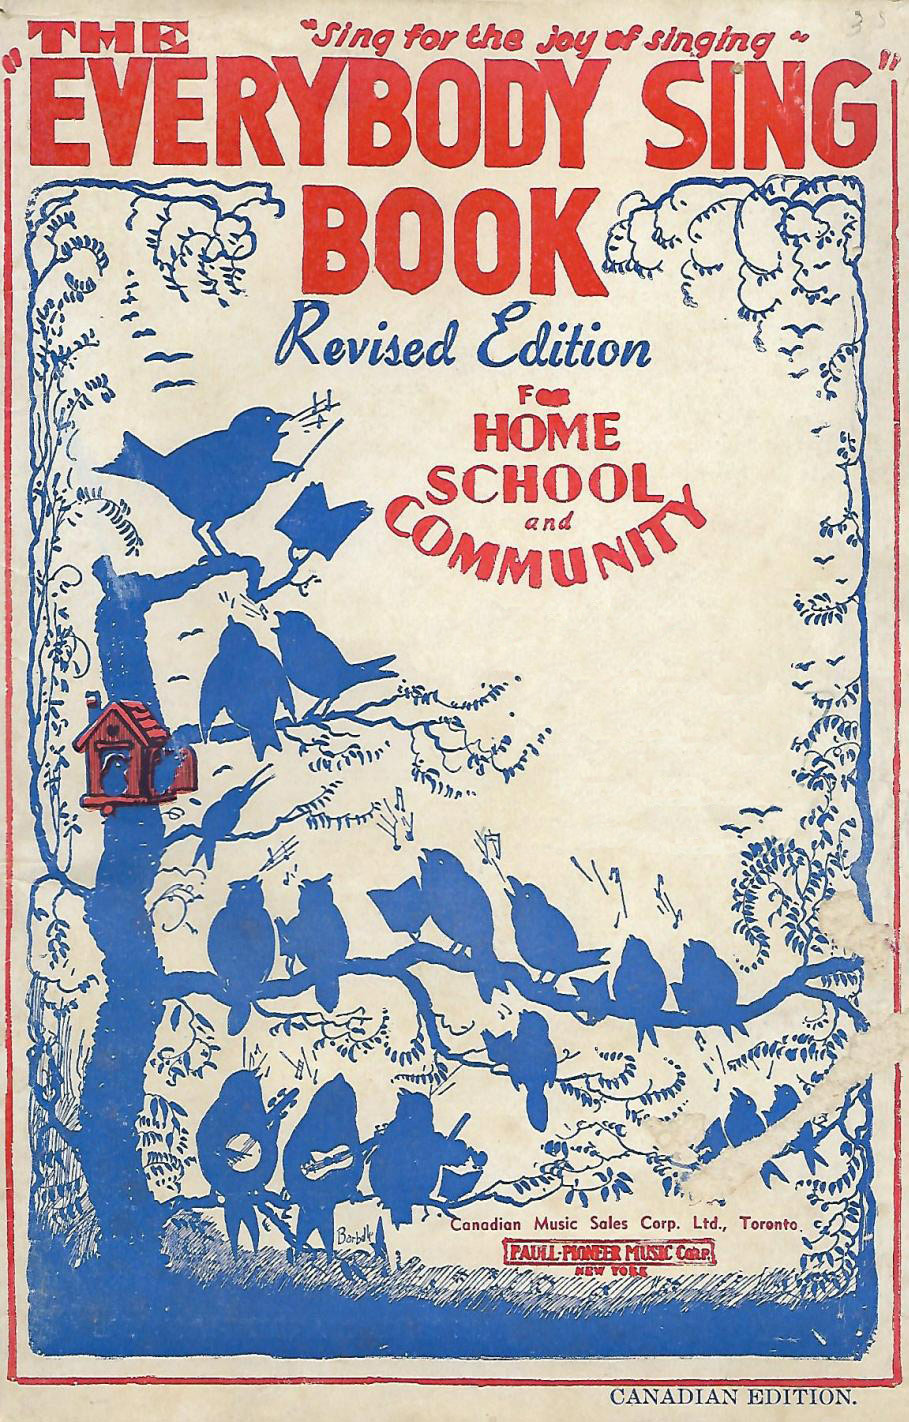 "Sing for the joy of singing"
THE
"EVERYBODY SING"
BOOK
Revised Edition
For
HOME
SCHOOL
and
COMMUNITY
Canadian Music Sales Corp. Ltd., Toronto.
PAULL-PIONEER MUSIC CORP.
NEW YORK
CANADIAN EDITION.